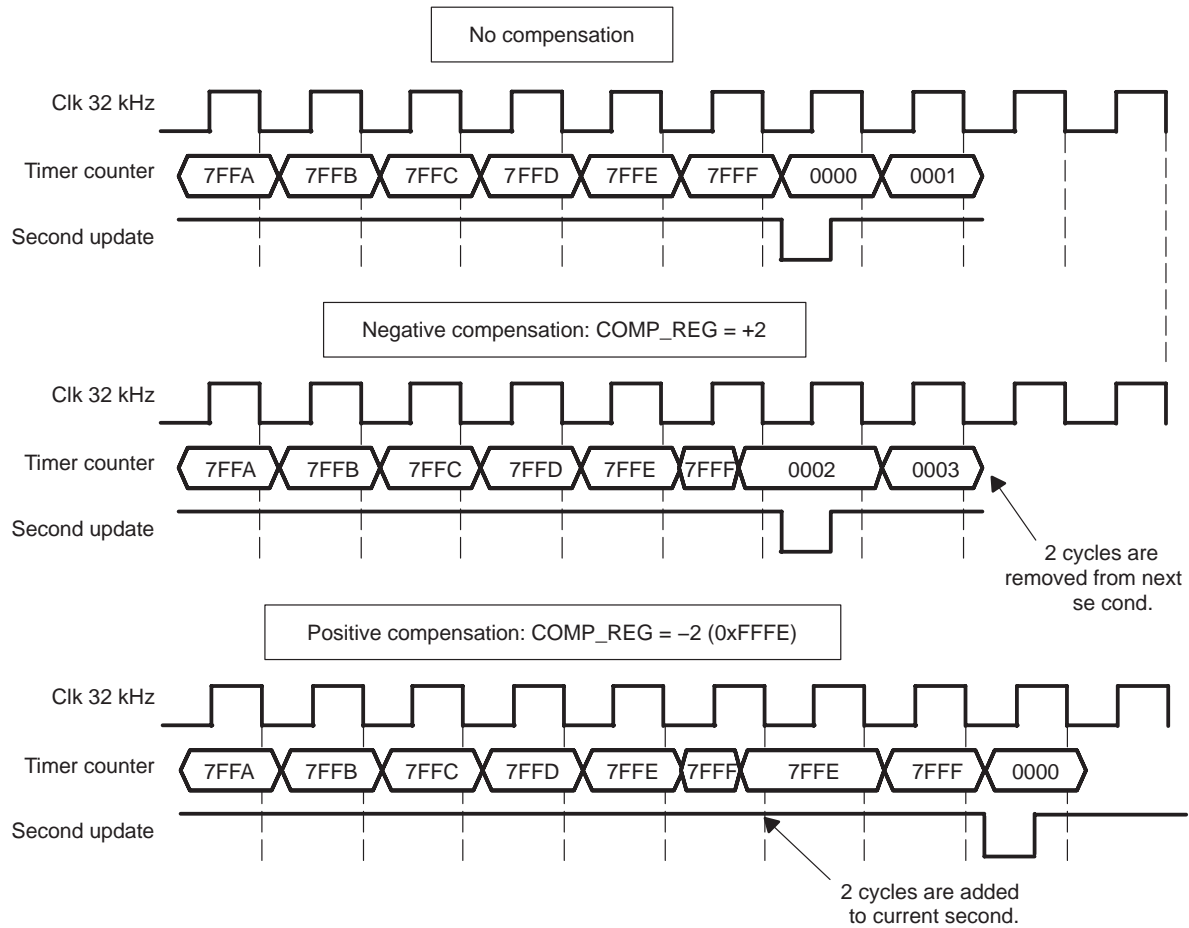 No compensation
Clk 32 kHz
Timer counter
7FFA 7FFB 7FFC 7FFD 7FFE 7FFF 0000 0001
Second update
Negative compensation: COMP_REG = +2
Clk 32 kHz
Timer counter
7FFA 7FFB 7FFC 7FFD 7FFE 7FFF 0002 0003
Second update
2 cycles are
removed from next
se cond.
Positive compensation: COMP_REG = −2 (0xFFFE)
Clk 32 kHz
Timer counter
7FFA 7FFB 7FFC 7FFD 7FFE 7FFF 7FFE 7FFF 0000
Second update
2 cycles are added
to current second.